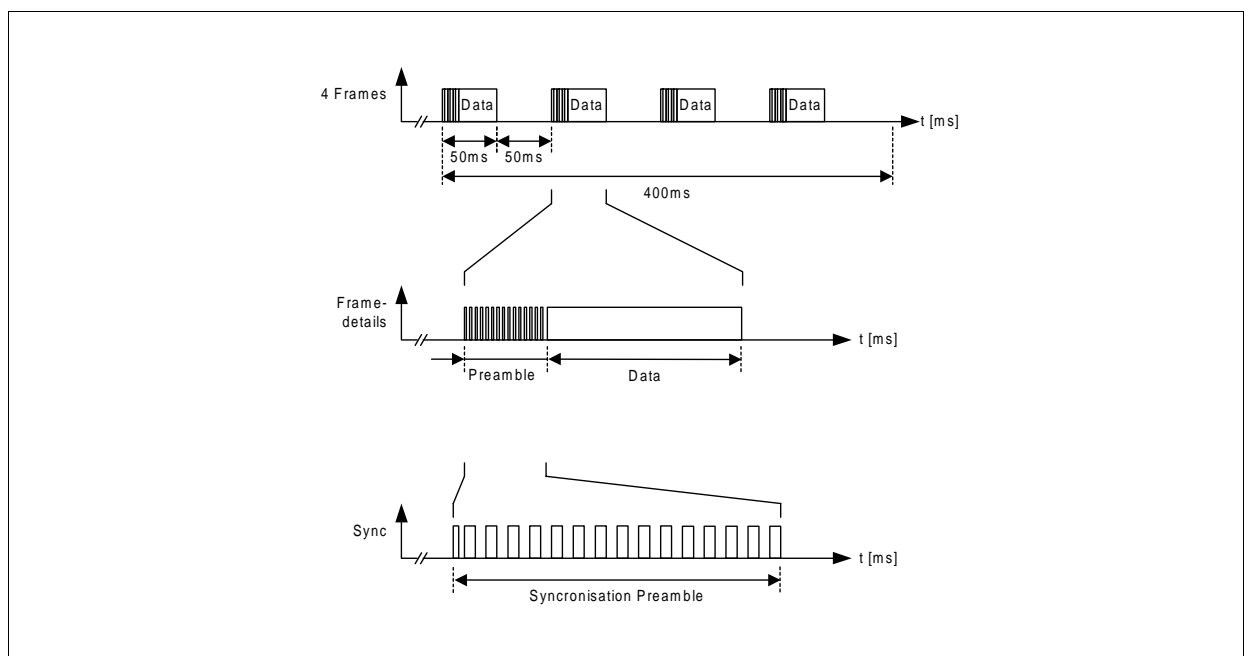 4 Frames
Data
Data
Data
Data
t [ms]
50ms
50ms
400ms
Frame-
details
t [ms]
Preamble
Data
Sync
t [ms]
Syncronisation Preamble